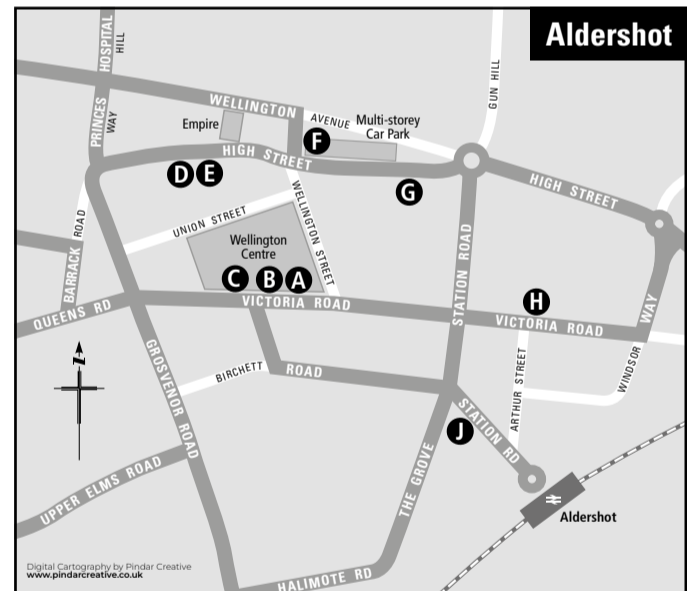 Aldershot
HOSPITAL
HILL
PRINCES
WAY
WELLINGTON
AVENUE
Multi-storey
Car Park
GUN HILL
Empire
F
HIGH STREET
D
E
G
HIGH STREET
BARRACK ROAD
UNION STREET
WELLINGTON STREET
Wellington
Centre
C
B
A
STATION ROAD
H
QUEENS RD
VICTORIA ROAD
VICTORIA ROAD
WINDSOR WAY
GROSVENOR ROAD
BIRCHETT ROAD
ARTHUR STREET
STATION RD
J
UPPER ELMS ROAD
THE GROVE
Aldershot
HALIMOTE RD
Digital Cartography by Pindar Creative
www.pindarcreative.co.uk